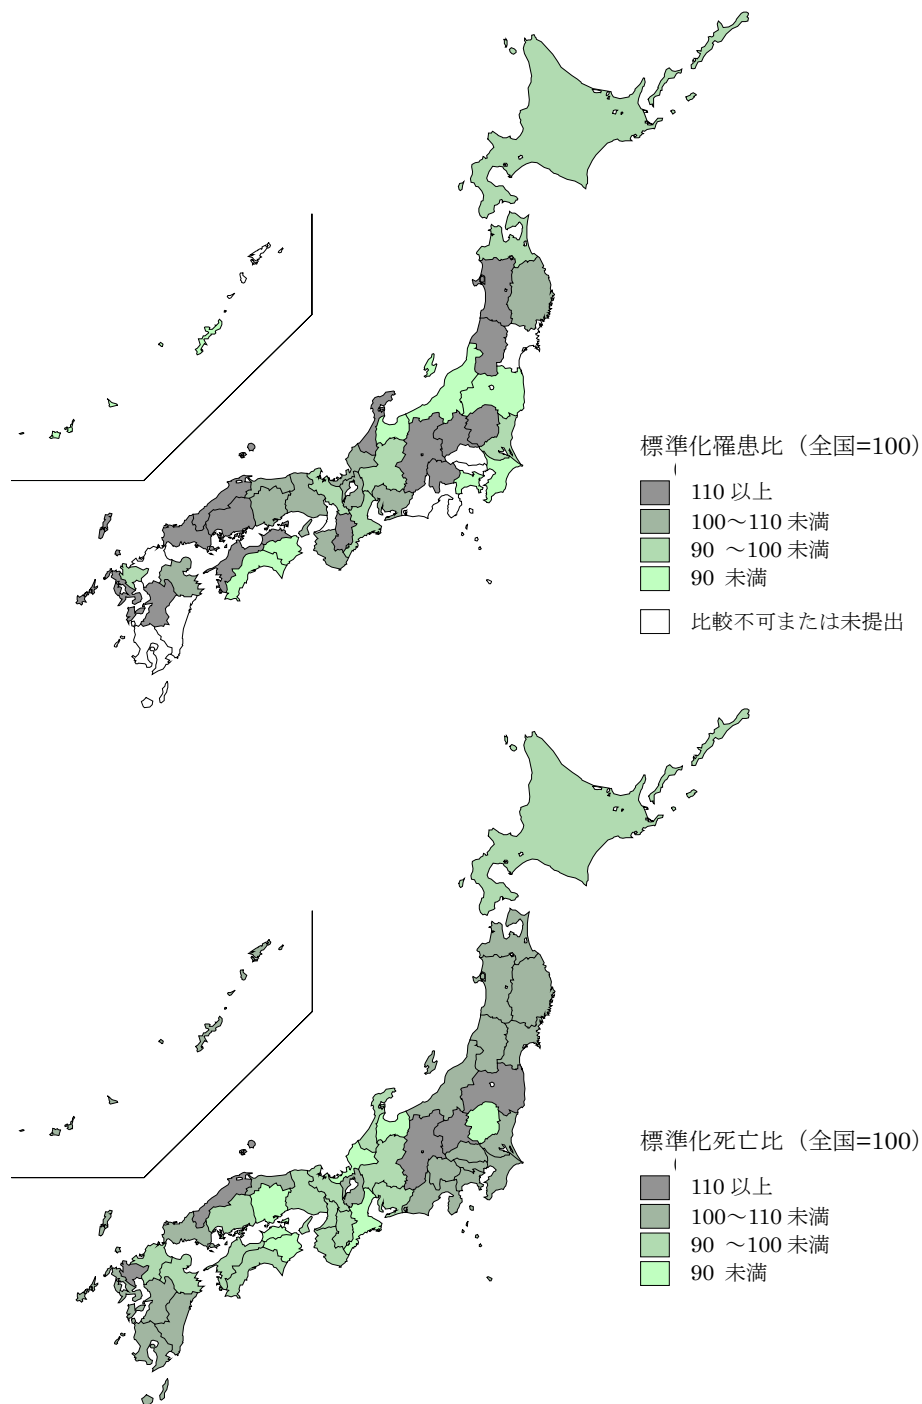 標準化罹患比（全国=100）
110 以上
100～110 未満
90 ～100 未満
90 未満
比較不可または未提出
標準化死亡比（全国=100）
110 以上
100～110 未満
90 ～100 未満
90 未満